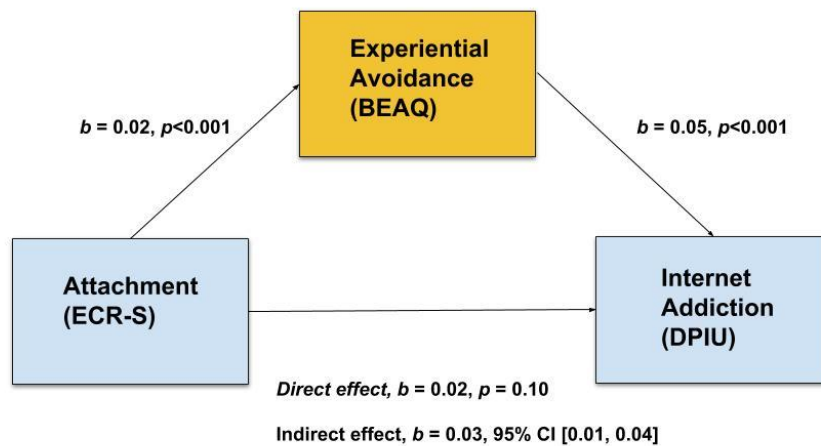 Experiential
Avoidance
(BEAQ)
b = 0.02, p<0.001
b = 0.05, p<0.001
Attachment
(ECR-S)
Internet
Addiction
(DPIU)
Direct effect, b = 0.02, p = 0.10
Indirect effect, b = 0.03, 95% CI [0.01, 0.04]